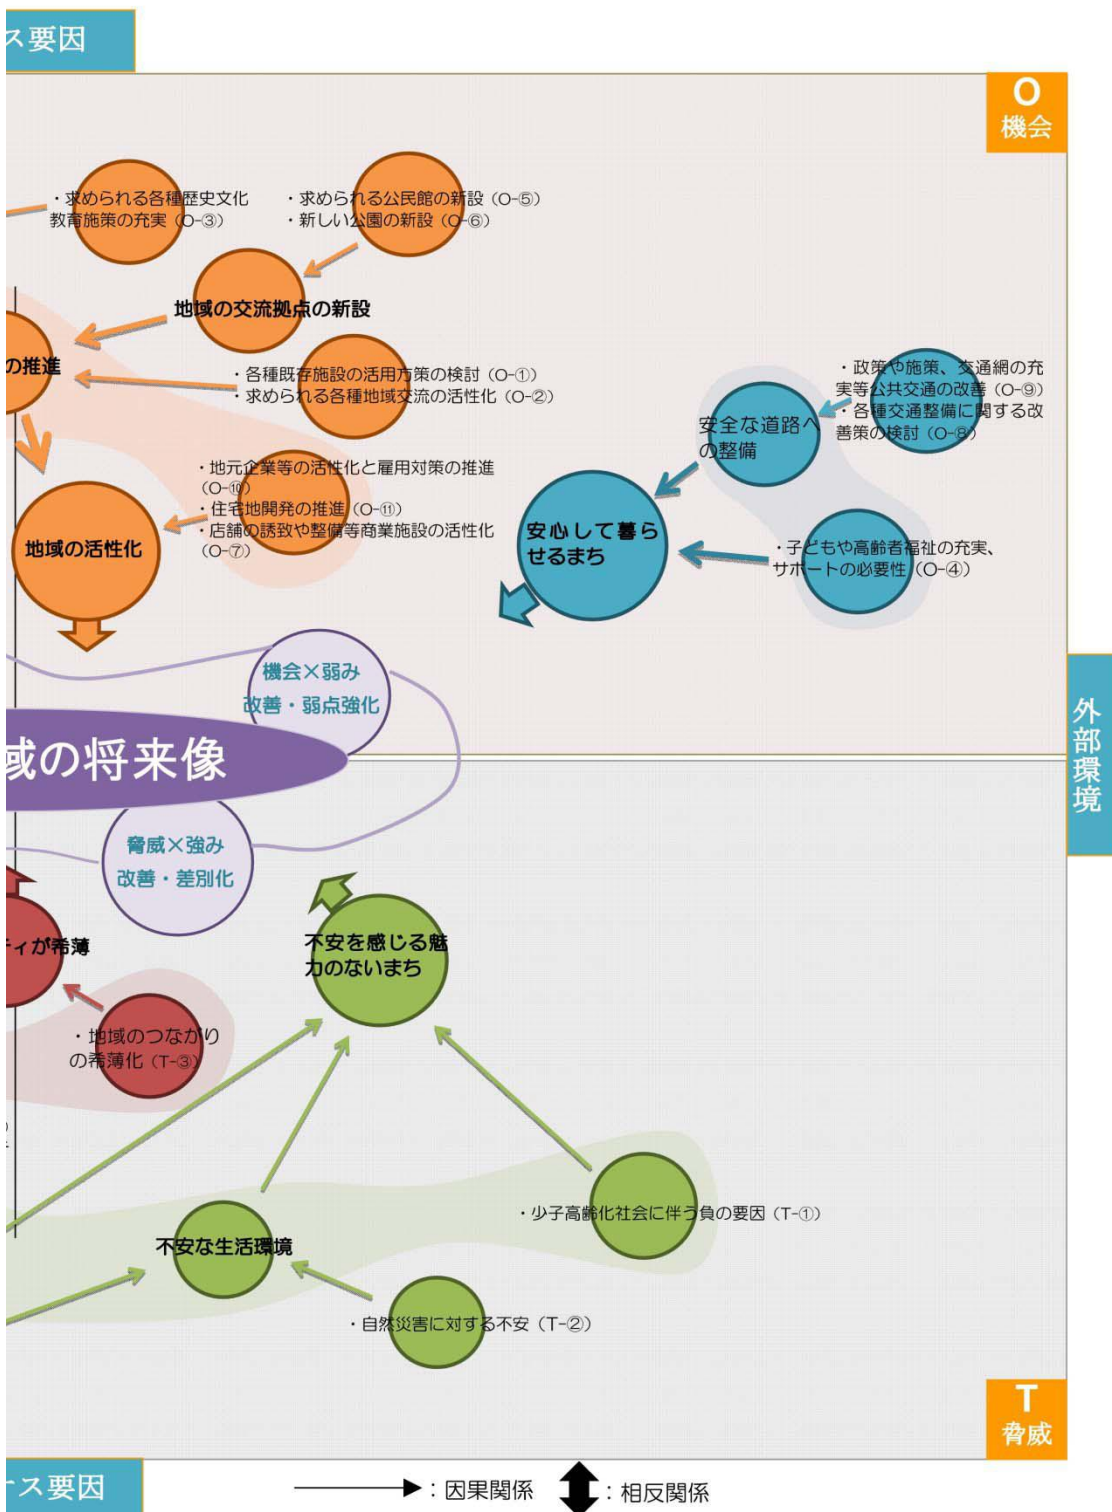 ス要因
O
機会
・求められる各種歴史文化
教育施策の充実（O-③）
・求められる公民館の新設（O-⑤）
・新しい公園の新設（O-⑥）
地域の交流拠点の新設
の推進
・各種既存施設の活用方策の検討（O-①）
・求められる各種地域交流の活性化（O-②）
・政策や施策、交通網の充
実等公共交通の改善（O-⑨）
・各種交通整備に関する改
善策の検討（O-⑧）
安全な道路へ
の整備
・地元企業等の活性化と雇用対策の推進
（O-⑩）
・住宅地開発の推進（O-⑪）
・店舗の誘致や整備等商業施設の活性化
（O-⑦）
地域の活性化
安心して暮ら
せるまち
・子どもや高齢者福祉の充実、
サポートの必要性（O-④）
機会×弱み
改善・弱点強化
域の将来像
外部環境
脅威×強み
改善・差別化
ティが希薄
不安を感じる魅
力のないまち
・地域のつながり
の希薄化（T-③）
・少子高齢化社会に伴う負の要因（T-①）
不安な生活環境
・自然災害に対する不安（T-②）
T
脅威
ス要因
：因果関係
：相反関係